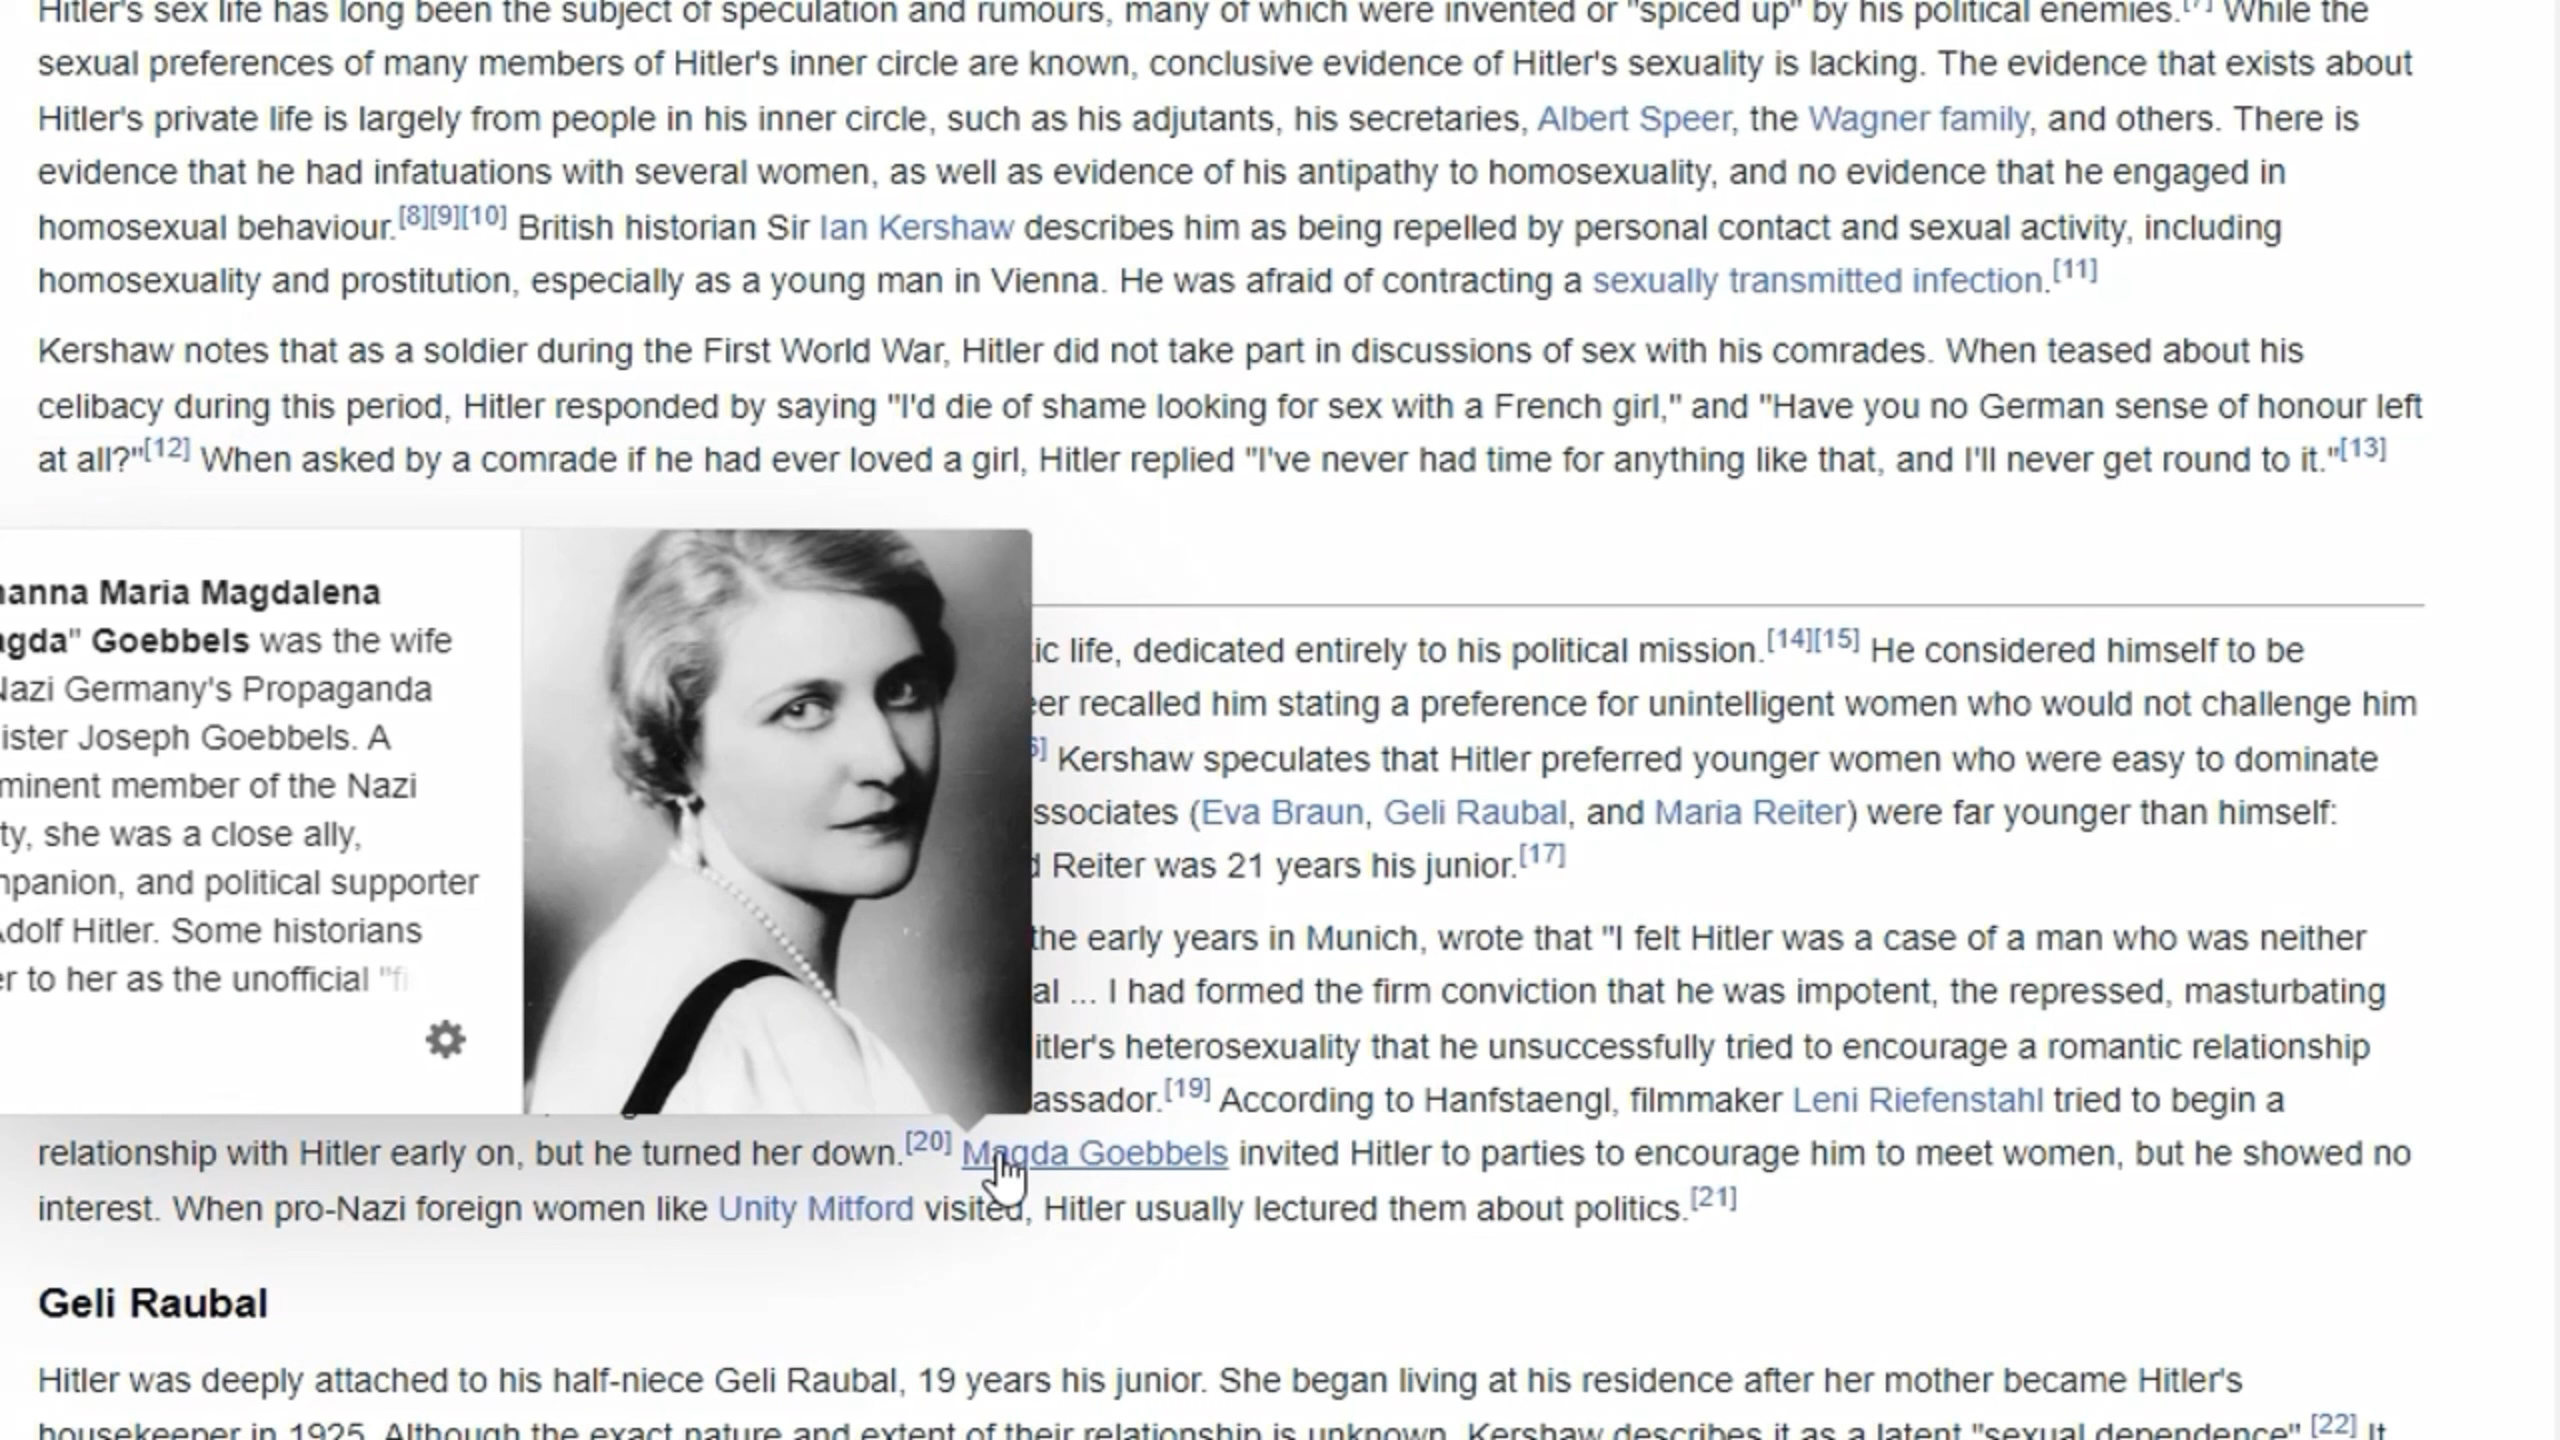 Hitler's sex life has long been the subject of speculation and rumours, many of which were invented or "spiced up" by his political enemies.[7] While the
sexual preferences of many members of Hitler's inner circle are known, conclusive evidence of Hitler's sexuality is lacking. The evidence that exists about
Hitler's private life is largely from people in his inner circle, such as his adjutants, his secretaries, Albert Speer, the Wagner family, and others. There is
evidence that he had infatuations with several women, as well as evidence of his antipathy to homosexuality, and no evidence that he engaged in
homosexual behaviour.[8][9][10] British historian Sir Ian Kershaw describes him as being repelled by personal contact and sexual activity, including
homosexuality and prostitution, especially as a young man in Vienna. He was afraid of contracting a sexually transmitted infection.[11]
Kershaw notes that as a soldier during the First World War, Hitler did not take part in discussions of sex with his comrades. When teased about his
celibacy during this period, Hitler responded by saying "I'd die of shame looking for sex with a French girl," and "Have you no German sense of honour left
at all?"[12] When asked by a comrade if he had ever loved a girl, Hitler replied "I've never had time for anything like that, and I'll never get round to it."[13]
anna Maria Magdalena
gda" Goebbels was the wife
Nazi Germany's Propaganda
ister Joseph Goebbels. A
minent member of the Nazi
ty, she was a close ally,
npanion, and political supporter
Adolf Hitler. Some historians
er to her as the unofficial "fi
ic life, dedicated entirely to his political mission.[14][15] He considered himself to be
er recalled him stating a preference for unintelligent women who would not challenge him
6] Kershaw speculates that Hitler preferred younger women who were easy to dominate
ssociates (Eva Braun, Geli Raubal, and Maria Reiter) were far younger than himself:
d Reiter was 21 years his junior.[17]
the early years in Munich, wrote that "I felt Hitler was a case of a man who was neither
al ... I had formed the firm conviction that he was impotent, the repressed, masturbating
itler's heterosexuality that he unsuccessfully tried to encourage a romantic relationship
assador.[19] According to Hanfstaengl, filmmaker Leni Riefenstahl tried to begin a
relationship with Hitler early on, but he turned her down.[20] Magda Goebbels invited Hitler to parties to encourage him to meet women, but he showed no
interest. When pro-Nazi foreign women like Unity Mitford visited, Hitler usually lectured them about politics.[21]
Geli Raubal
Hitler was deeply attached to his half-niece Geli Raubal, 19 years his junior. She began living at his residence after her mother became Hitler's
housekeeper in 1925. Although the exact nature and extent of their relationship is unknown, Kershaw describes it as a latent "sexual dependence".[22] It